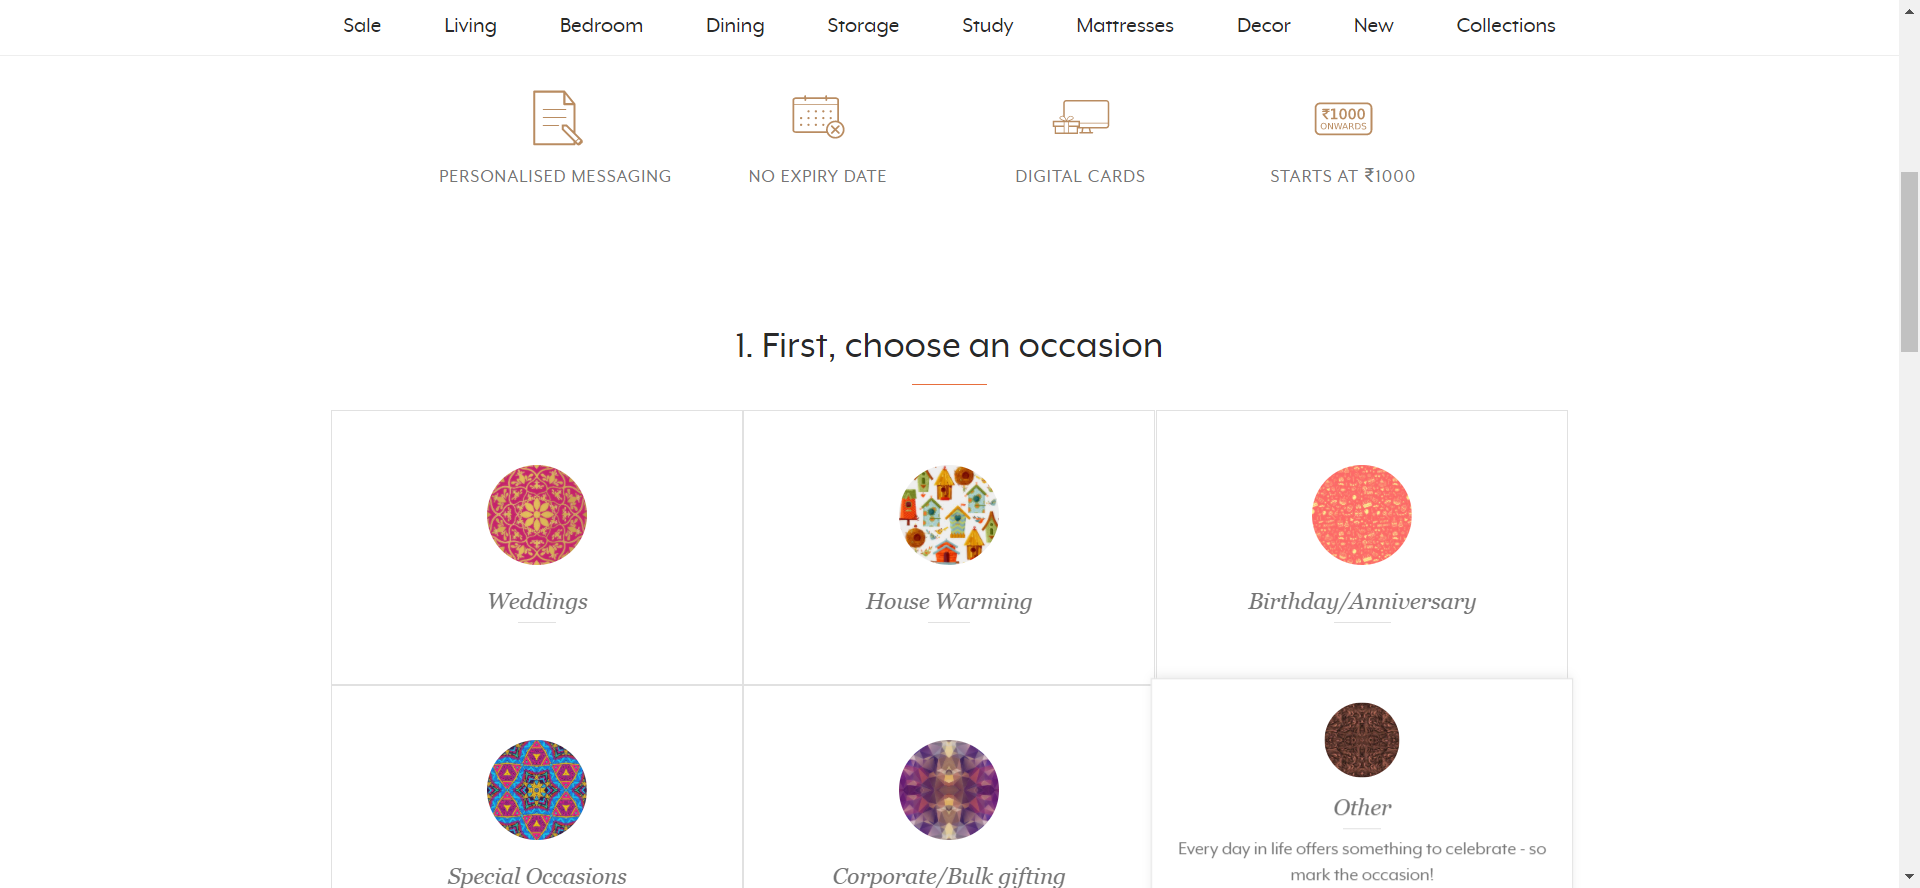 Sale Living Bedroom Dining Storage Study Mattresses Decor New Collections
₹1000
ONWARDS
PERSONALISED MESSAGING NO EXPIRY DATE DIGITAL CARDS STARTS AT ₹1000
1. First, choose an occasion
Weddings House Warming Birthday/Anniversary
Other
Every day in life offers something to celebrate - so
mark the occasion!
Special Occasions Corporate/Bulk gifting